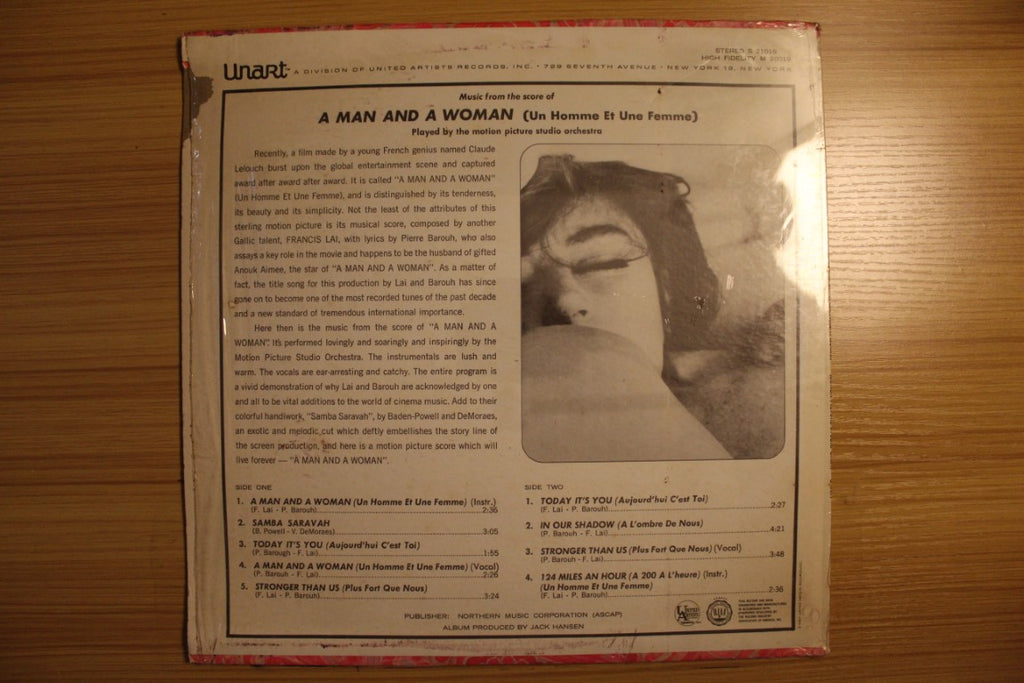 STEREO S 21019
HIGH FIDELITY M 20019
Unart A DIVISION OF UNITED ARTISTS RECORDS, INC. • 729 SEVENTH AVENUE • NEW YORK 19, NEW YORK
Music from the score of
A MAN AND A WOMAN (Un Homme Et Une Femme)
Played by the motion picture studio orchestra
Recently, a film made by a young French genius named Claude
Lelouch burst upon the global entertainment scene and captured
award after award after award. It is called "A MAN AND A WOMAN"
(Un Homme Et Une Femme), and is distinguished by its tenderness,
its beauty and its simplicity. Not the least of the attributes of this
sterling motion picture is its musical score, composed by another
Gallic talent, FRANCIS LAI, with lyrics by Pierre Barouh, who also
assays a key role in the movie and happens to be the husband of gifted
Anouk Aimee, the star of "A MAN AND A WOMAN". As a matter of
fact, the title song for this production by Lai and Barouh has since
gone on to become one of the most recorded tunes of the past decade
and a new standard of tremendous international importance.
Here then is the music from the score of "A MAN AND A
WOMAN". It's performed lovingly and soaringly and inspiringly by the
Motion Picture Studio Orchestra. The instrumentals are lush and
warm. The vocals are ear-arresting and catchy. The entire program is
a vivid demonstration of why Lai and Barouh are acknowledged by one
and all to be vital additions to the world of cinema music. Add to their
colorful handiwork, "Samba Saravah", by Baden-Powell and DeMoraes,
an exotic and melodic cut which deftly embellishes the story line of
the screen production, and here is a motion picture score which will
live forever — "A MAN AND A WOMAN".
SIDE ONE
1. A MAN AND A WOMAN (Un Homme Et Une Femme) (Instr.)
(F. Lai - P. Barouh) 2:36
2. SAMBA SARAVAH
(B. Powell - V. DeMoraes) 3:05
3. TODAY IT'S YOU (Aujourd'hui C'est Toi)
(P. Barough - F. Lai) 1:55
4. A MAN AND A WOMAN (Un Homme Et Une Femme) (Vocal)
(P. Barouh - F. Lai) 2:26
5. STRONGER THAN US (Plus Fort Que Nous)
(F. Lai - P. Barouh) 3:24
SIDE TWO
1. TODAY IT'S YOU (Aujourd'hui C'est Toi)
(F. Lai - P. Barouh) 2:27
2. IN OUR SHADOW (A L'ombre De Nous)
(P. Barouh - F. Lai) 4:21
3. STRONGER THAN US (Plus Fort Que Nous) (Vocal)
(P. Barouh - F. Lai) 3:48
4. 124 MILES AN HOUR (A 200 A L'heure) (Instr.)
(Un Homme Et Une Femme)
(F. Lai - P. Barouh) 2:36
PUBLISHER: NORTHERN MUSIC CORPORATION (ASCAP)
ALBUM PRODUCED BY JACK HANSEN